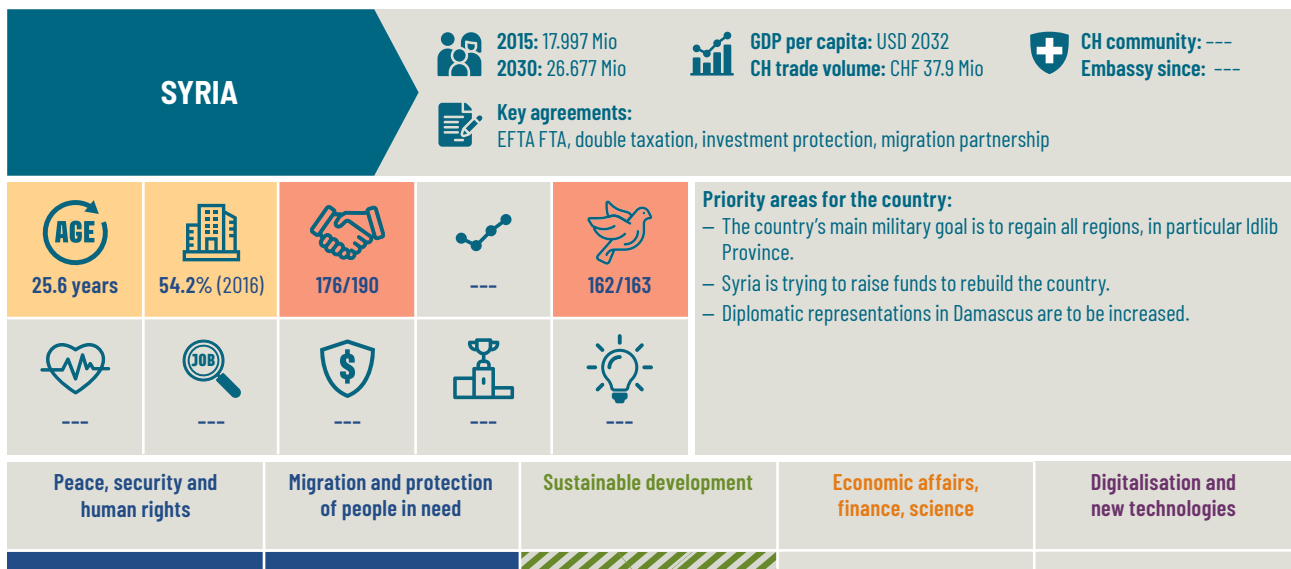 SYRIA
2015: 17.997 Mio
2030: 26.677 Mio
GDP per capita: USD 2032
CH trade volume: CHF 37.9 Mio
CH community: ---
Embassy since: ---
Key agreements:
EFTA FTA, double taxation, investment protection, migration partnership
AGE
25.6 years
54.2% (2016)
176/190
---
162/163
JOB
$
---
---
---
---
---
Priority areas for the country:
– The country's main military goal is to regain all regions, in particular Idlib
Province.
– Syria is trying to raise funds to rebuild the country.
– Diplomatic representations in Damascus are to be increased.
Peace, security and
human rights
Migration and protection
of people in need
Sustainable development
Economic affairs,
finance, science
Digitalisation and
new technologies